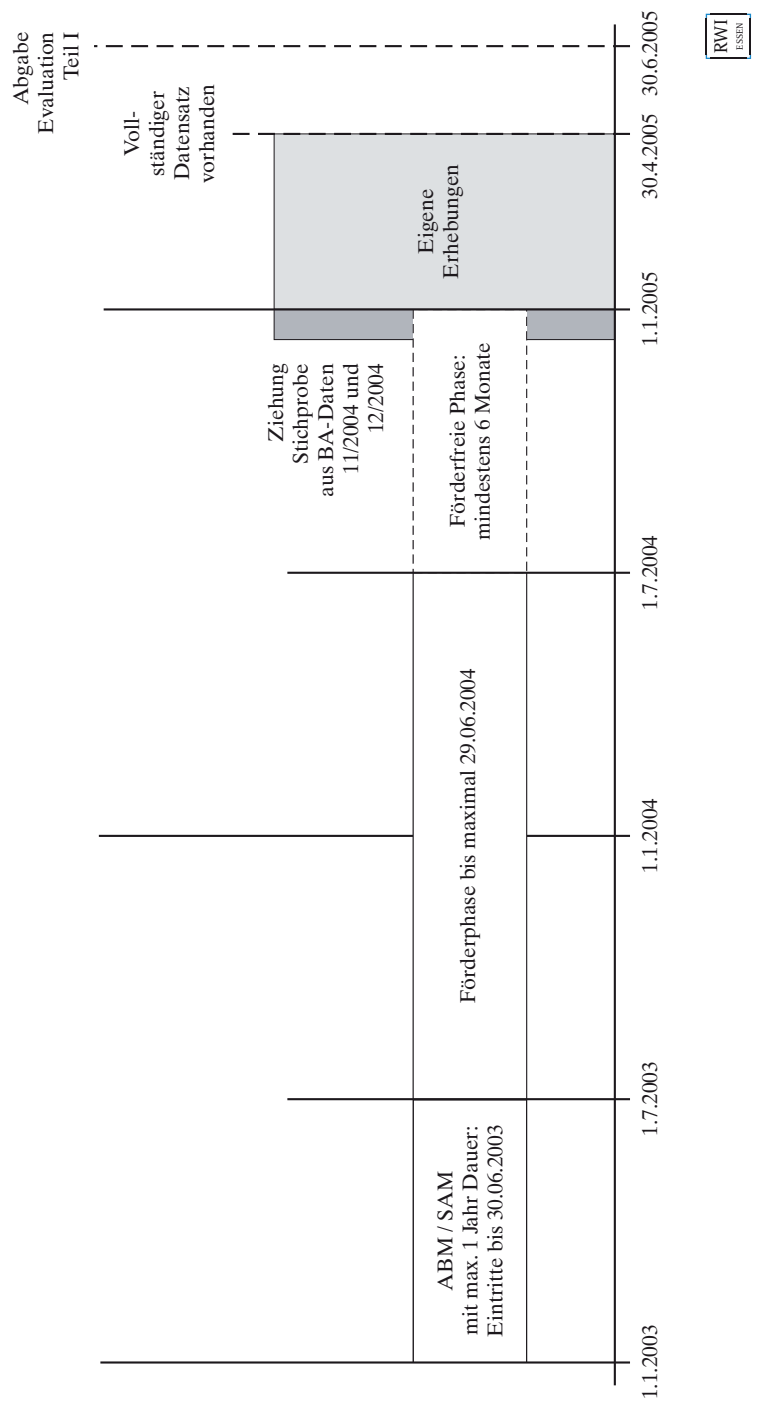 Abgabe
Evaluation
Teil I
Voll-
ständiger
Datensatz
vorhanden
Ziehung
Stichprobe
aus BA-Daten
11/2004 und
12/2004
Eigene
Erhebungen
ABM / SAM
mit max. 1 Jahr Dauer:
Eintritte bis 30.06.2003
Förderphase bis maximal 29.06.2004
Förderfreie Phase:
mindestens 6 Monate
1.1.2003
1.7.2003
1.1.2004
1.7.2004
1.1.2005
30.4.2005
30.6.2005
RWI
ESSEN